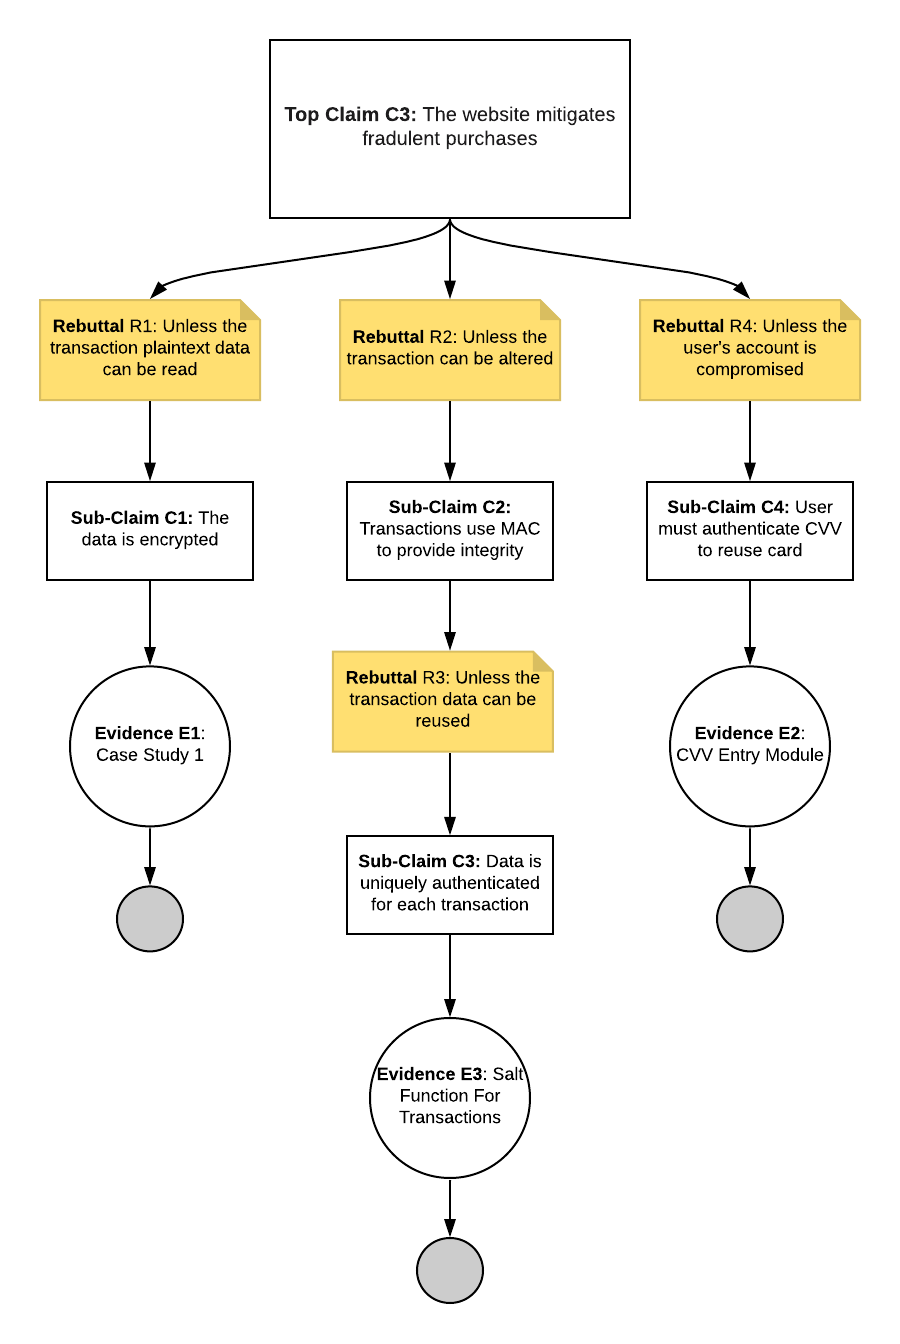 Top Claim C3: The website mitigates
fradulent purchases
Rebuttal R1: Unless the
transaction plaintext data
can be read
Rebuttal R2: Unless the
transaction can be altered
Rebuttal R4: Unless the
user's account is
compromised
Sub-Claim C1: The
data is encrypted
Sub-Claim C2:
Transactions use MAC
to provide integrity
Sub-Claim C4: User
must authenticate CVV
to reuse card
Rebuttal R3: Unless the
transaction data can be
reused
Evidence E1:
Case Study 1
Evidence E2:
CVV Entry Module
Sub-Claim C3: Data is
uniquely authenticated
for each transaction
Evidence E3: Salt
Function For
Transactions